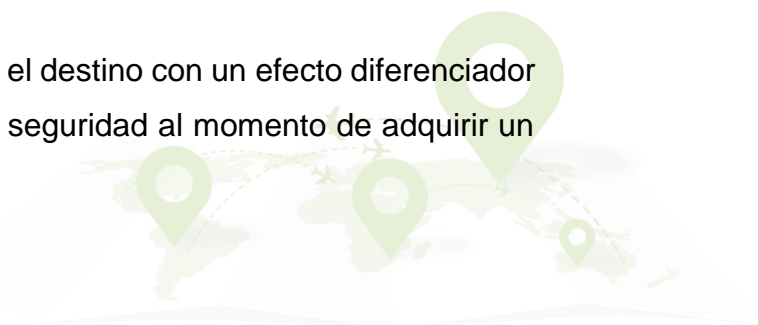 el destino con un efecto diferenciador
seguridad al momento de adquirir un